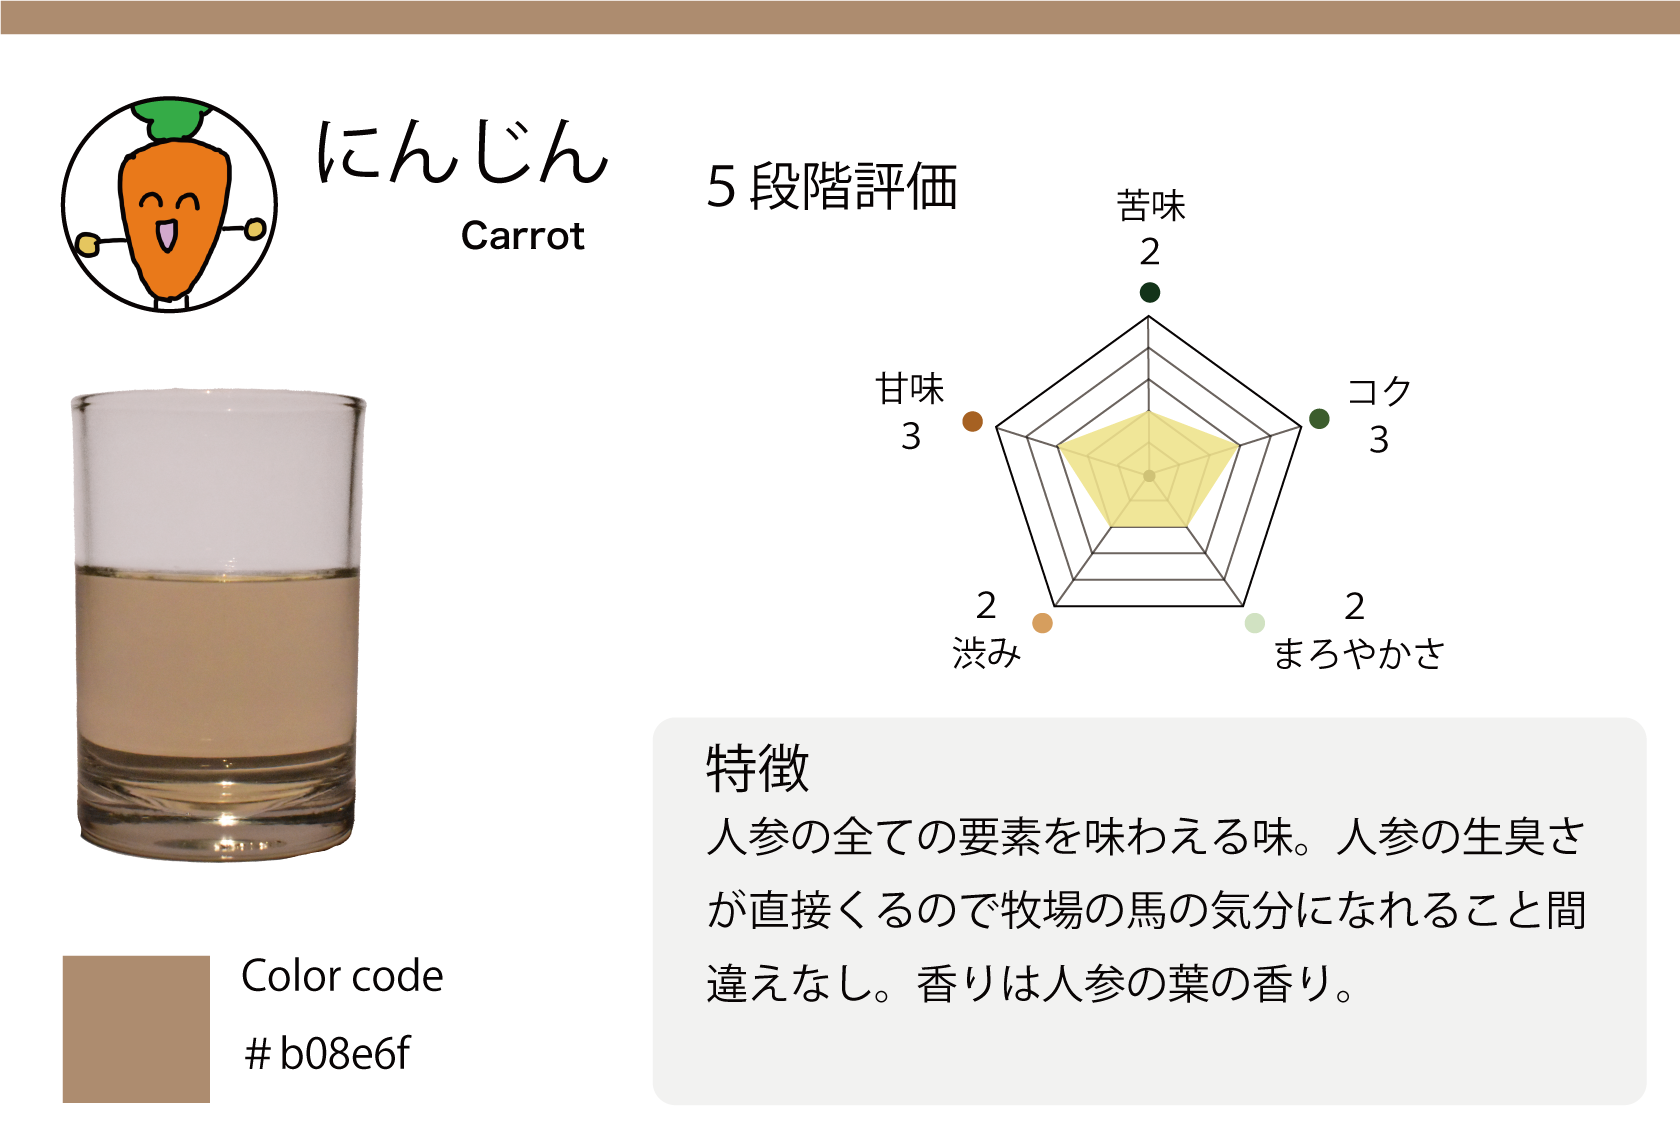 にんじん
Carrot
5段階評価
苦味
2
甘味
3
コク
3
2
渋み
2
まろやかさ
特徴
人参の全ての要素を味わえる味。人参の生臭さ
が直接くるので牧場の馬の気分になれること間
違えなし。香りは人参の葉の香り。
Color code
# b08e6f